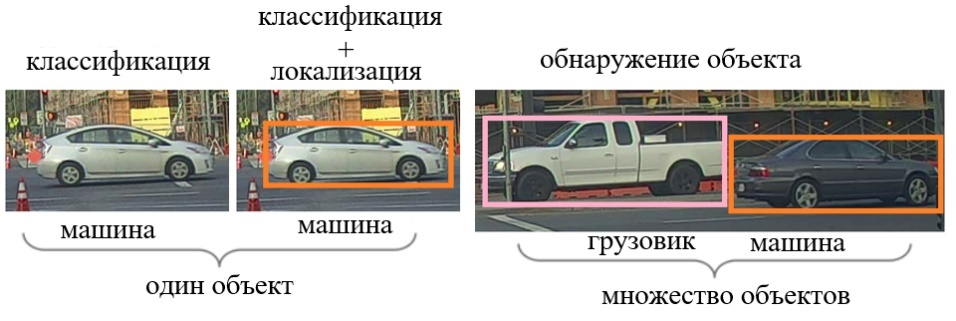 классификация
классификация
+
локализация
обнаружение объекта
машина
машина
грузовик
машина
один объект
множество объектов